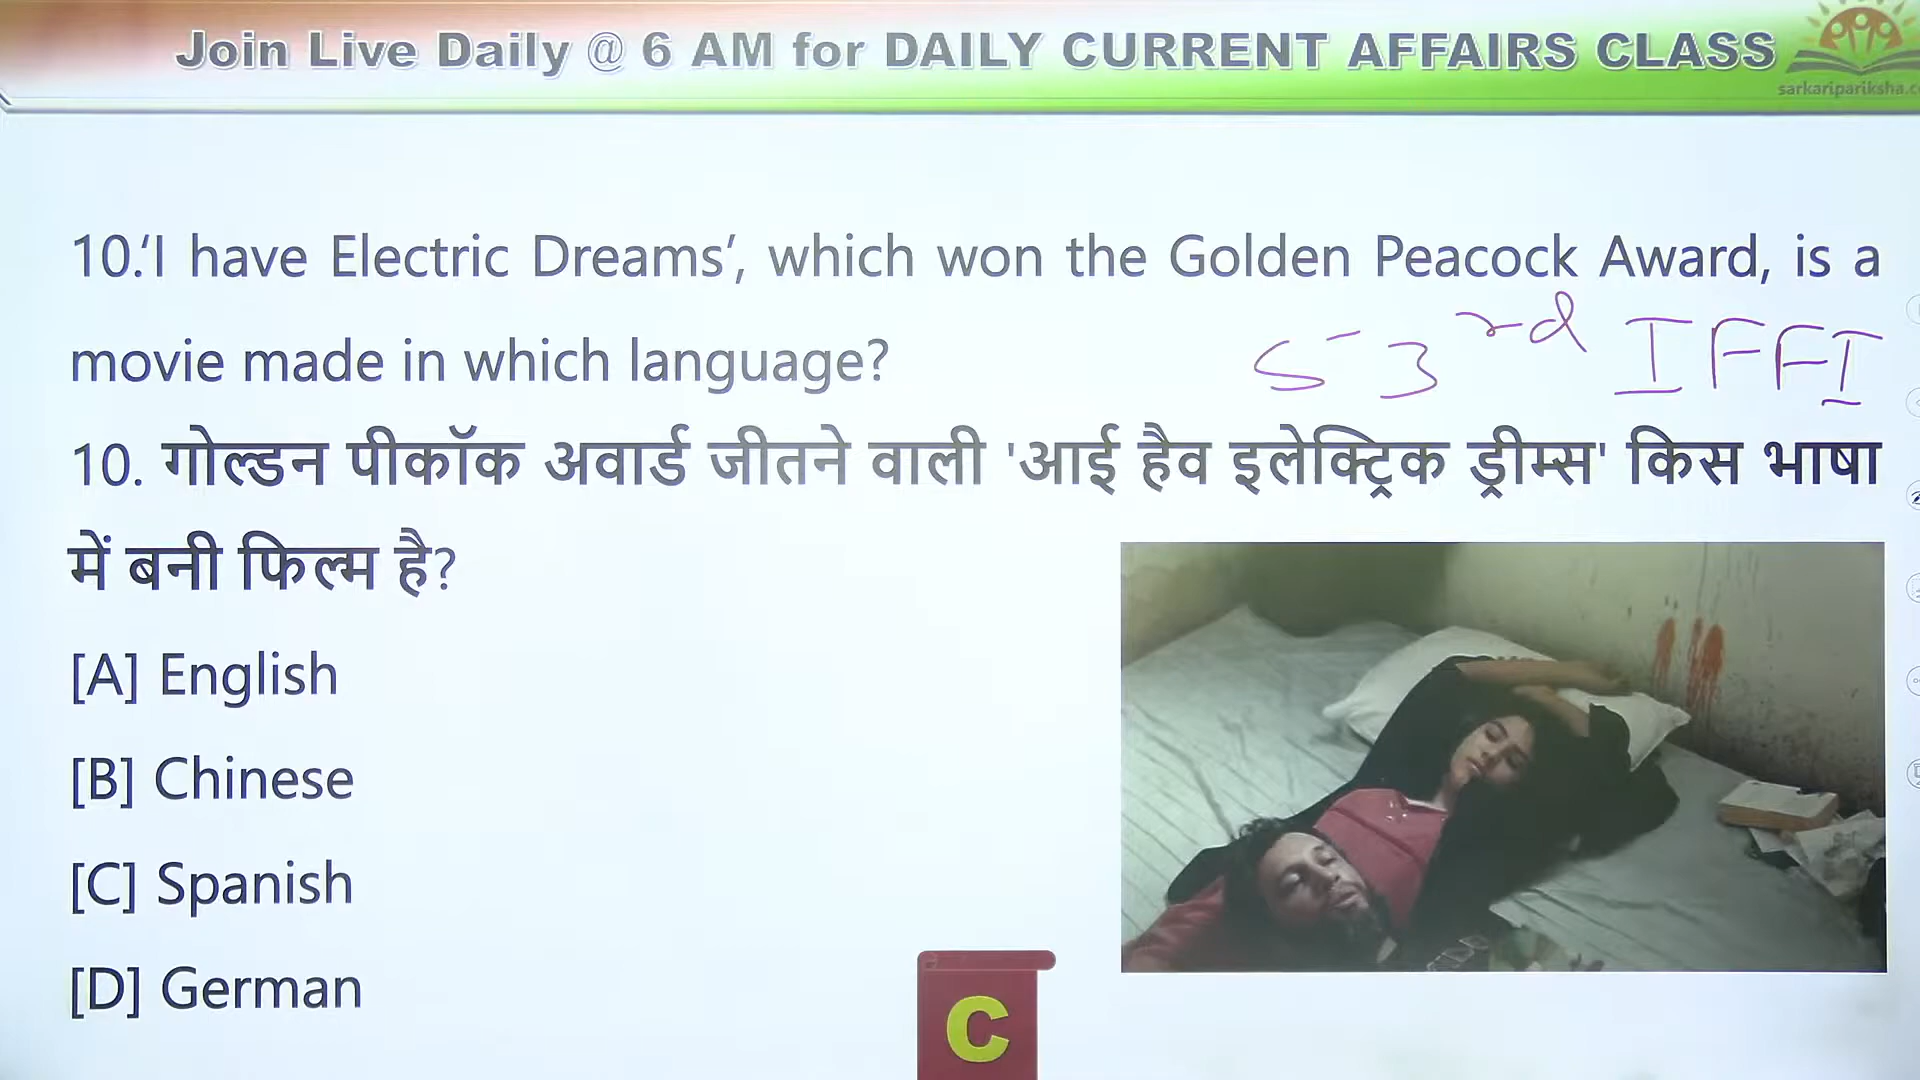 Join Live Daily @ 6 AM for DAILY CURRENT AFFAIRS CLASS
10.‘I have Electric Dreams’, which won the Golden Peacock Award, is a
movie made in which language?
53rd IFFI
10. गोल्डन पीकॉक अवार्ड जीतने वाली 'आई हैव इलेक्ट्रिक ड्रीम्स' किस भाषा
में बनी फिल्म है?
[A] English
[B] Chinese
[C] Spanish
[D] German
C